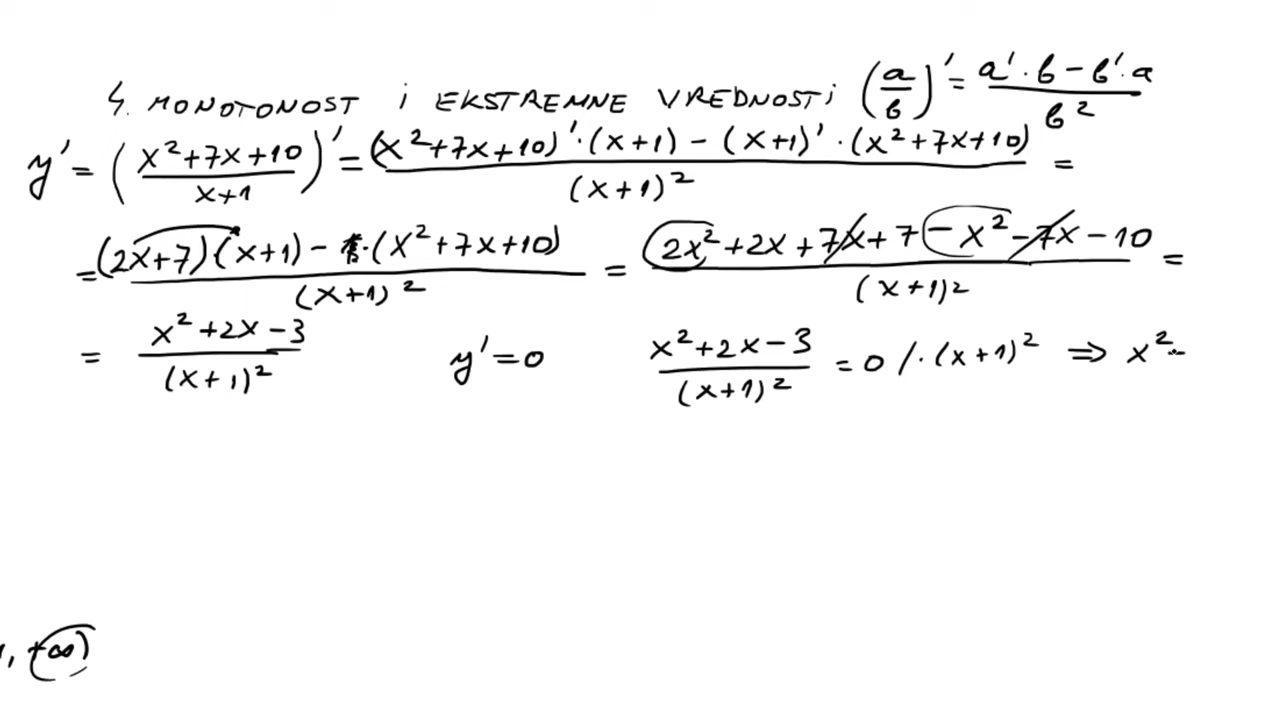 4. MONOTONOST i EKSTREMNE VREDNOSTi (a/b)' = (a'·b - b'·a)/b²
y' = ((x²+7x+10)/(x+1))' = ((x²+7x+10)'·(x+1) - (x+1)'·(x²+7x+10))/(x+1)² =
= ((2x+7)(x+1) - 1·(x²+7x+10))/(x+1)² = (2x²+2x+7x+7-x²-7x-10)/(x+1)² =
= (x²+2x-3)/(x+1)² y'=0 (x²+2x-3)/(x+1)² = 0 /·(x+1)² ⇒ x²
, +∞)